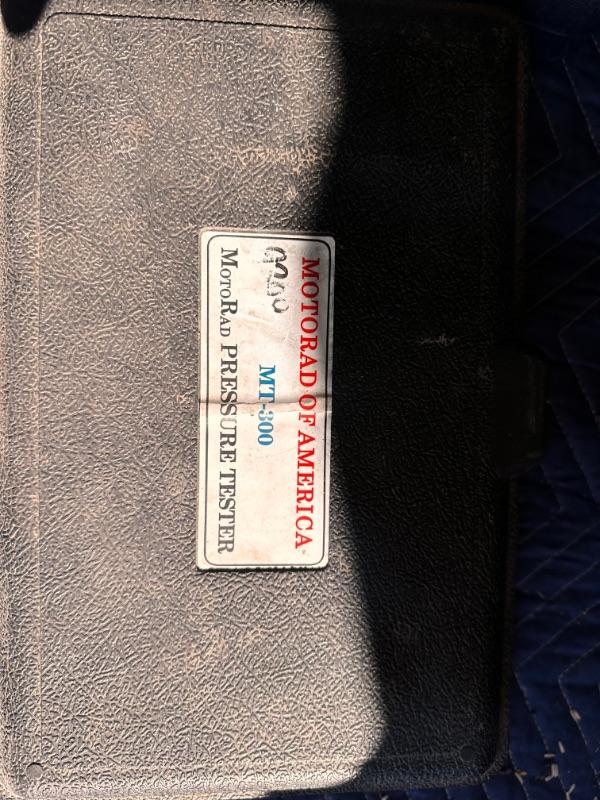 MOTORAD OF AMERICA
MT-300
MOTORAD PRESSURE TESTER